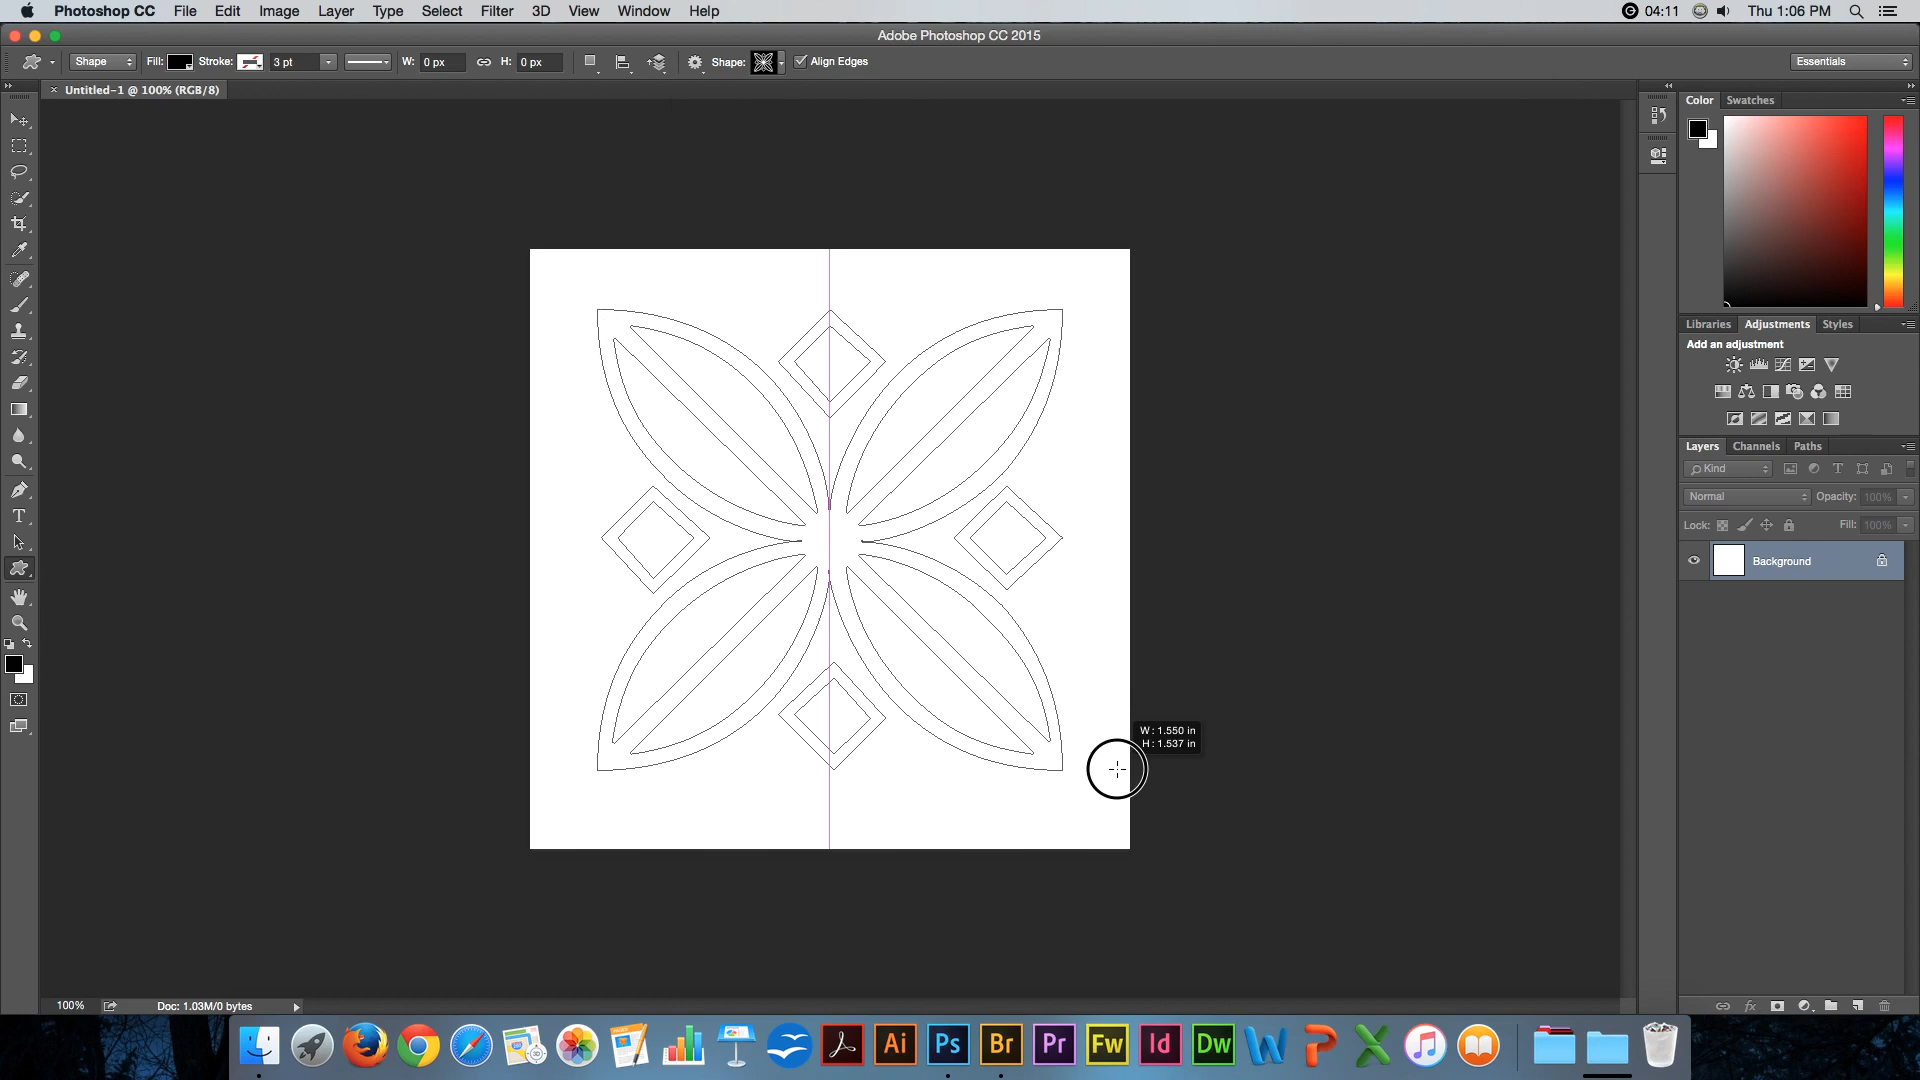 Photoshop CC File Edit Image Layer Type Select Filter 3D View Window Help 04:11 Thu 1:06 PM
Adobe Photoshop CC 2015
Shape Fill: Stroke: 3 pt W: 0 px H: 0 px Shape: Align Edges Essentials
× Untitled-1 @ 100% (RGB/8)
Color Swatches
Libraries Adjustments Styles
Add an adjustment
Layers Channels Paths
Kind
Normal Opacity: 100%
Lock: Fill: 100%
Background
W: 1.550 in
H: 1.537 in
100% Doc: 1.03M/0 bytes
Ai Ps Br Pr Fw Id Dw